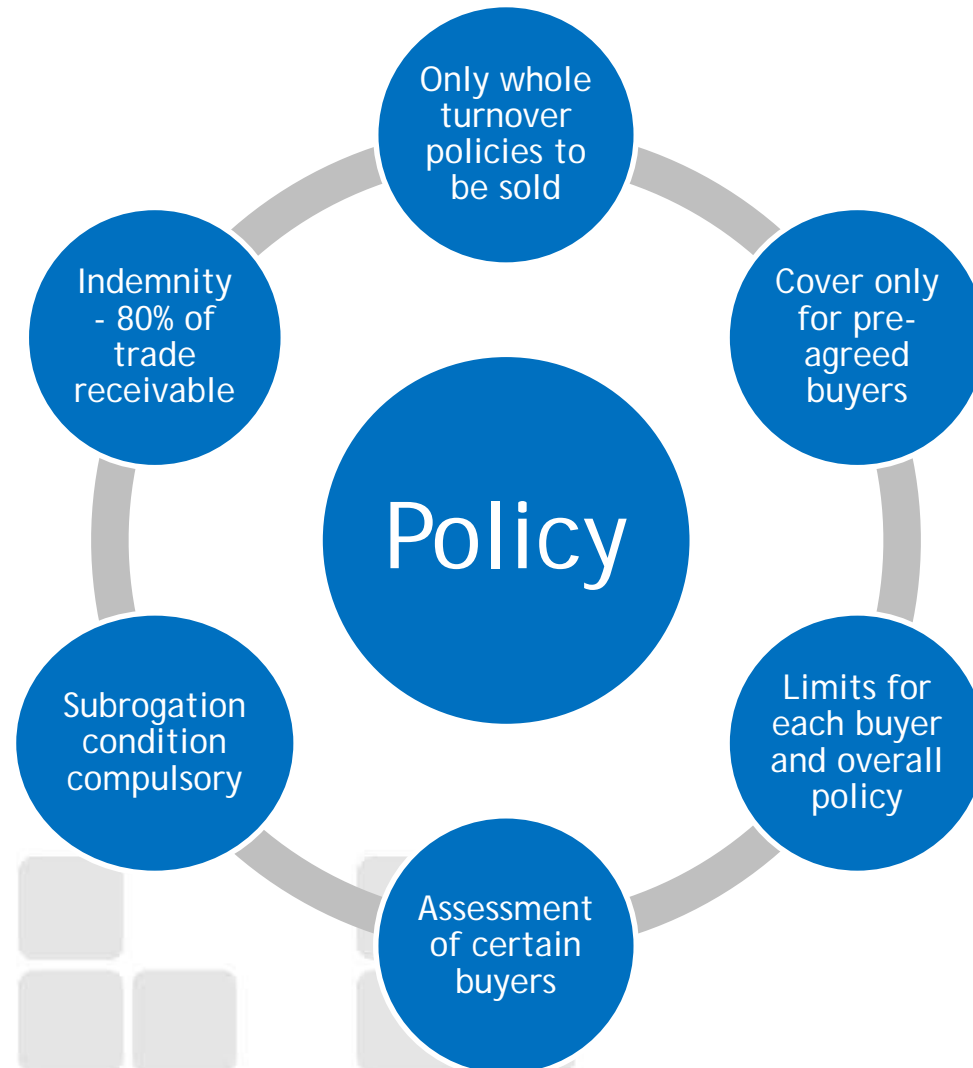 Only whole
turnover
policies to
be sold
Cover only
for pre-
agreed
buyers
Limits for
each buyer
and overall
policy
Assessment
of certain
buyers
Subrogation
condition
compulsory
Indemnity
- 80% of
trade
receivable
Policy